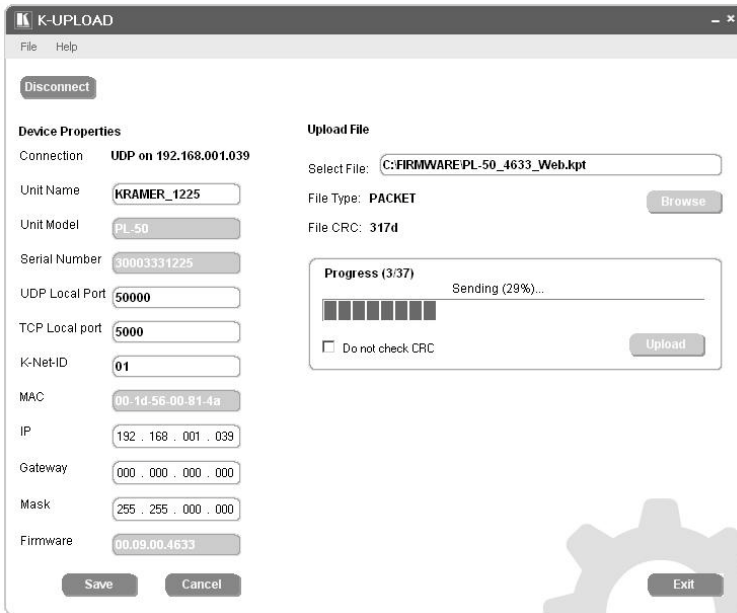 K-UPLOAD
File Help
Disconnect
Device Properties
Connection UDP on 192.168.001.039
Unit Name KRAMER_1225
Unit Model PL-50
Serial Number 30003331225
UDP Local Port 50000
TCP Local port 5000
K-Net-ID 01
MAC 00-1d-56-00-81-4a
IP 192 . 168 . 001 . 039
Gateway 000 . 000 . 000 . 000
Mask 255 . 255 . 000 . 000
Firmware 00.09.00.4633
Save Cancel
Upload File
Select File: C:\FIRMWARE\PL-50_4633_Web.kpt
File Type: PACKET
Browse
File CRC: 317d
Progress (3/37)
Sending (29%)...
Do not check CRC
Upload
Exit